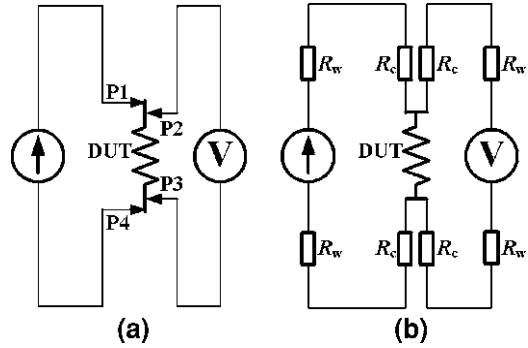 P1
P2
DUT
V
P3
P4
(a)
Rw Rc Rc Rw
DUT
V
Rw Rc Rc Rw
(b)